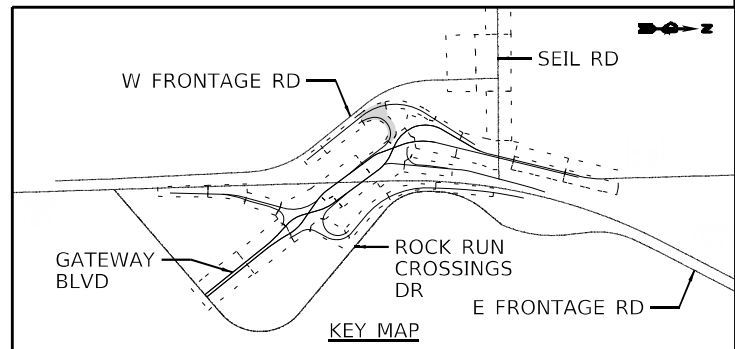 SEIL RD
W FRONTAGE RD
GATEWAY
BLVD
ROCK RUN
CROSSINGS
DR
E FRONTAGE RD
KEY MAP
Z